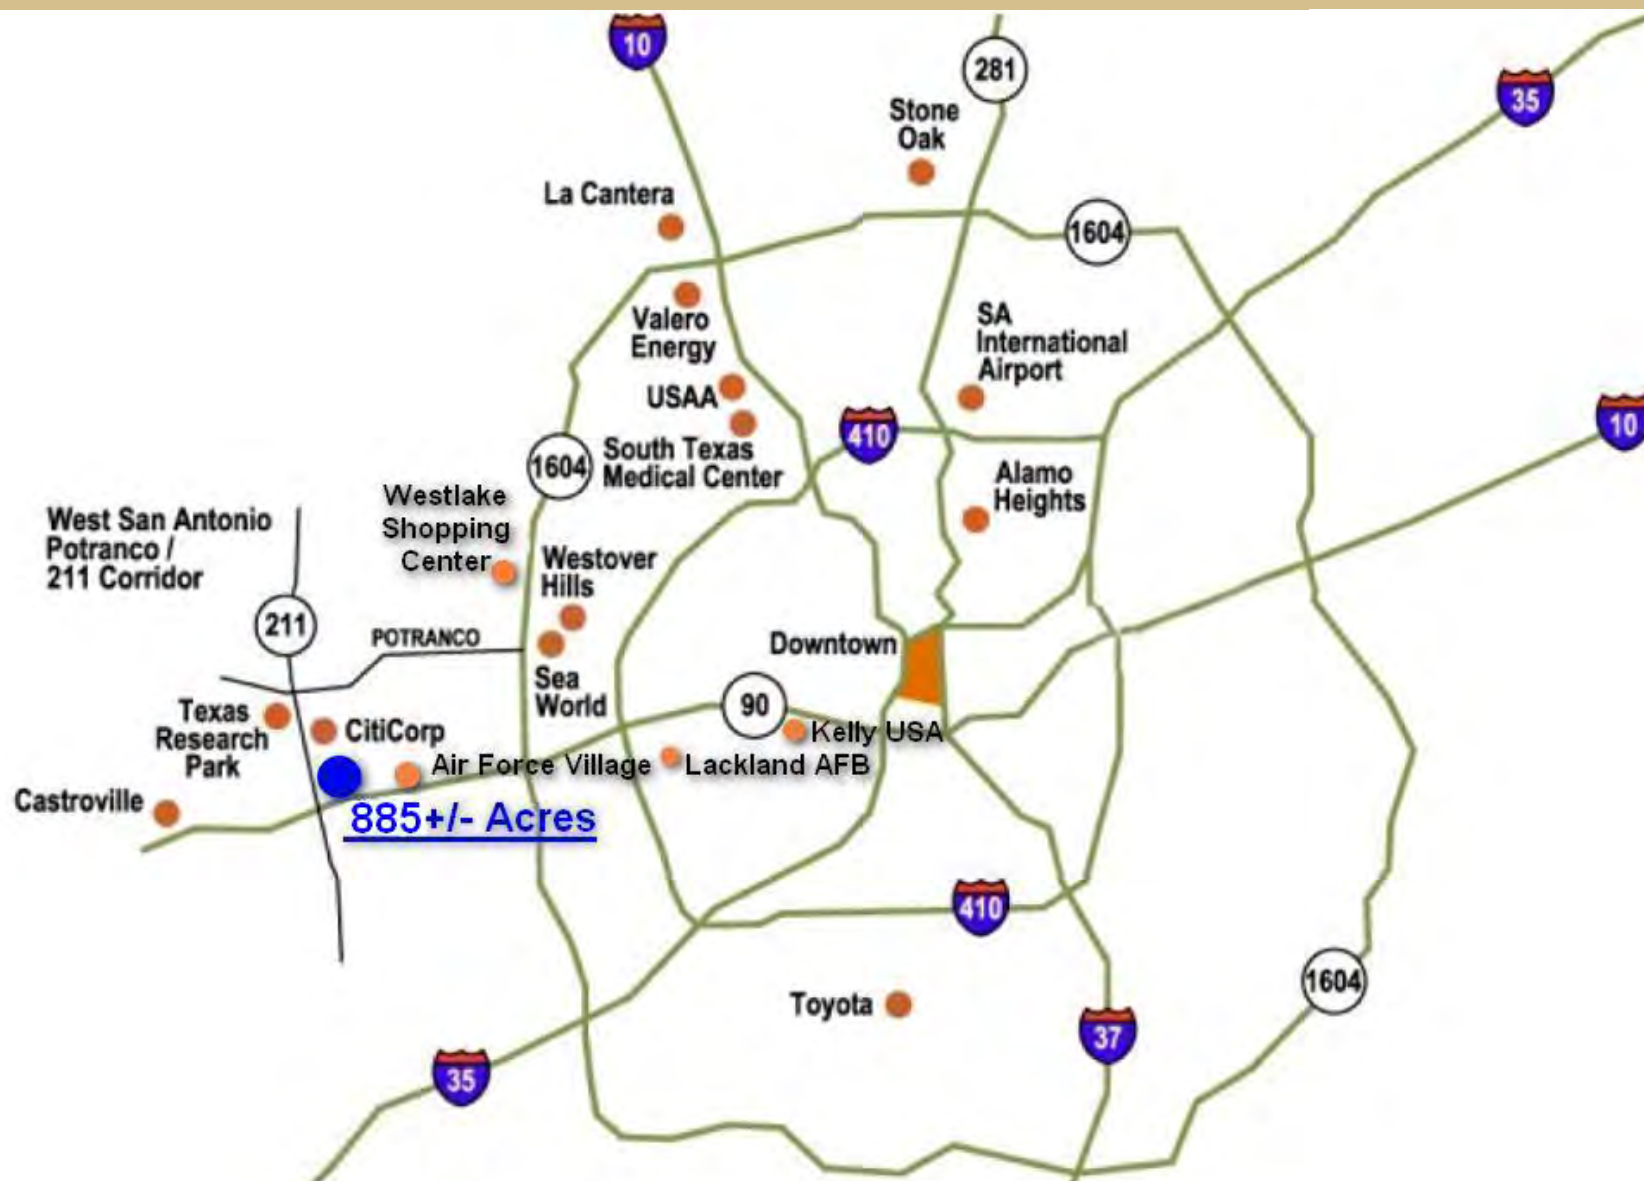 10
281
35
Stone
Oak
La Cantera
1604
Valero
Energy
SA
International
Airport
USAA
10
410
South Texas
Medical Center
1604
Alamo
Heights
Westlake
Shopping
Center
West San Antonio
Potranco /
211 Corridor
Westover
Hills
211
POTRANCO
Downtown
Sea
World
90
Texas
Research
Park
CitiCorp
Kelly USA
Air Force Village
Lackland AFB
Castroville
885+/- Acres
410
1604
Toyota
37
35